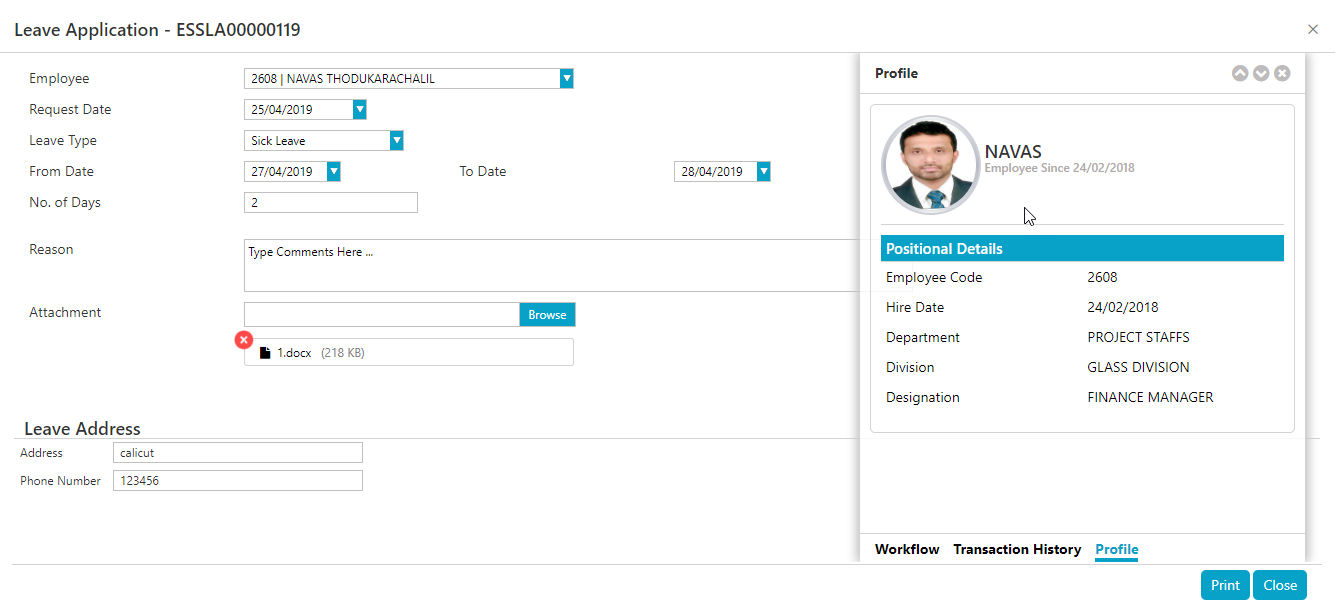 Leave Application - ESSLA00000119
Employee 2608 | NAVAS THODUKARACHALIL
Request Date 25/04/2019
Leave Type Sick Leave
From Date 27/04/2019 To Date 28/04/2019
No. of Days 2
Reason Type Comments Here ...
Attachment Browse
1.docx (218 KB)
Leave Address
Address calicut
Phone Number 123456
Profile
NAVAS
Employee Since 24/02/2018
Positional Details
Employee Code 2608
Hire Date 24/02/2018
Department PROJECT STAFFS
Division GLASS DIVISION
Designation FINANCE MANAGER
Workflow Transaction History Profile
Print Close